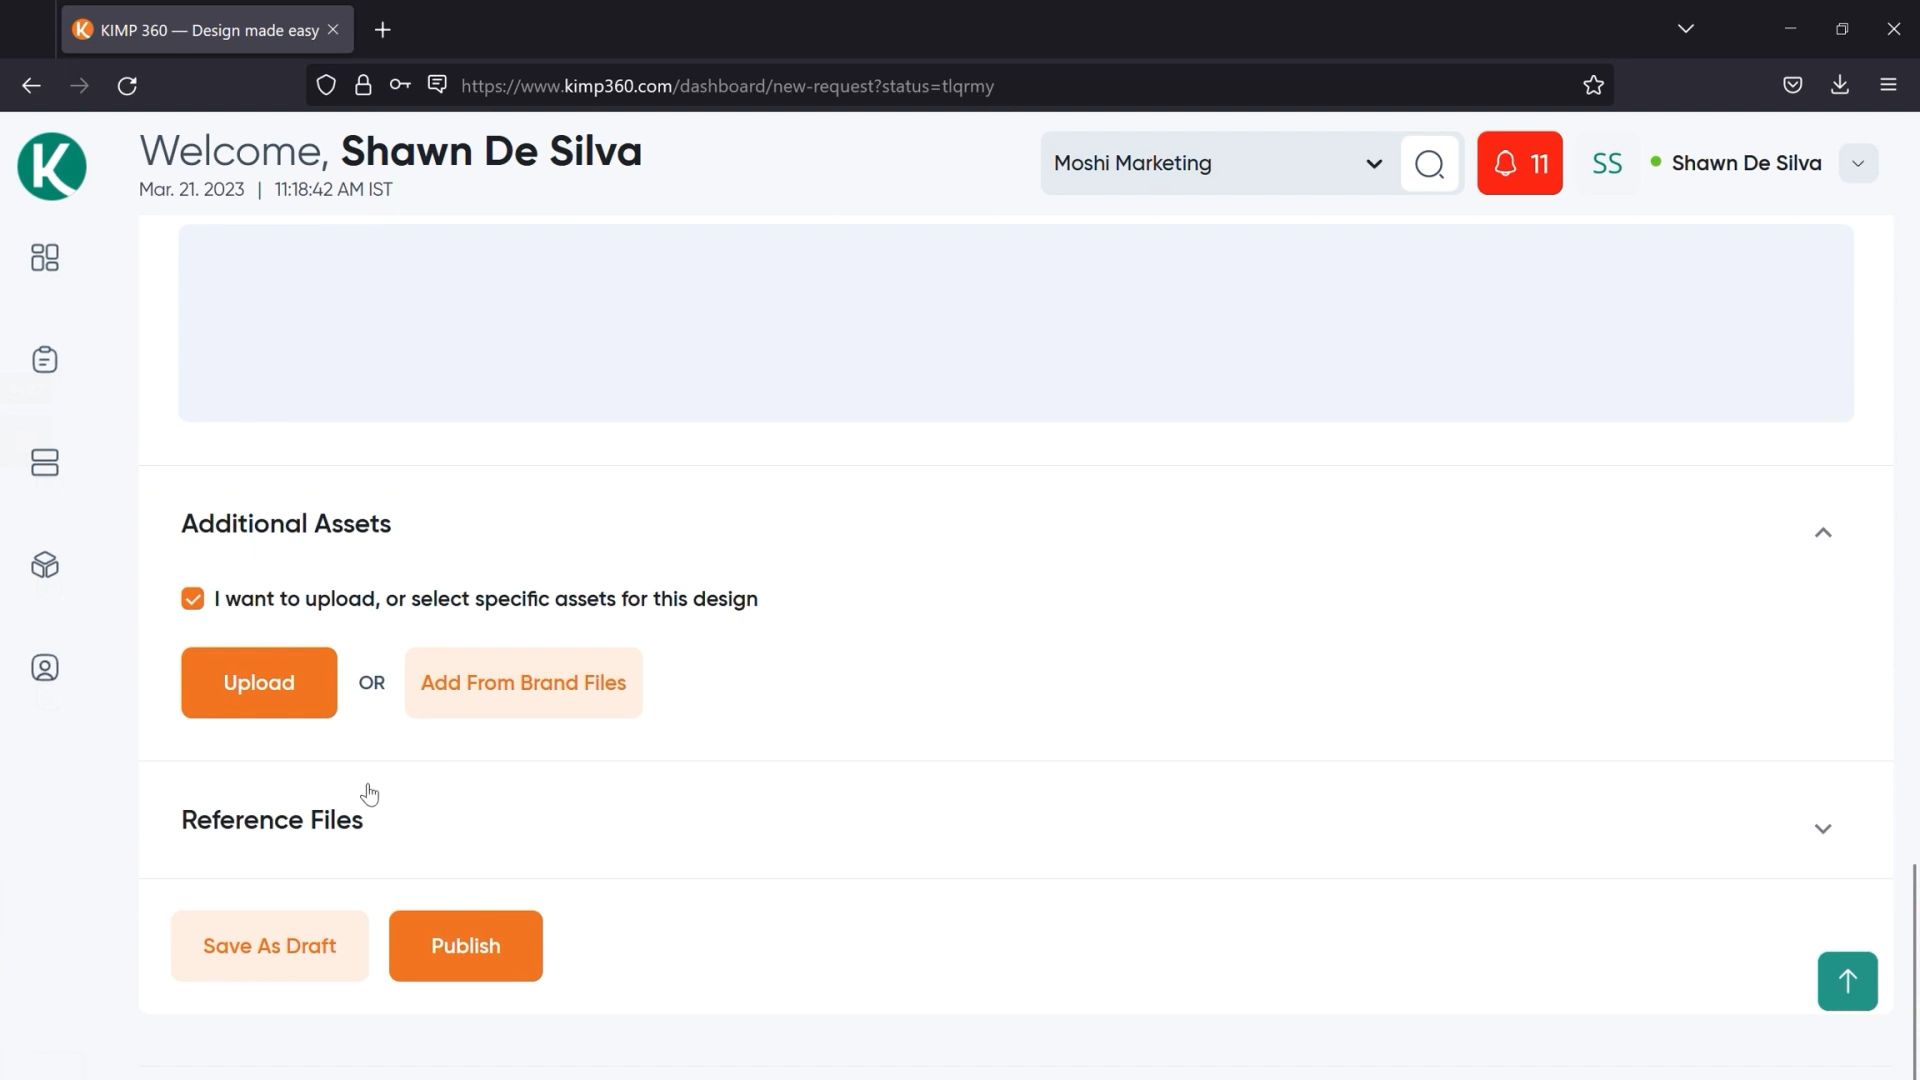 KIMP 360 — Design made easy
https://www.kimp360.com/dashboard/new-request?status=tlqrmy
K
Welcome, Shawn De Silva
Mar. 21. 2023 | 11:18:42 AM IST
Moshi Marketing
11
SS
Shawn De Silva
Additional Assets
I want to upload, or select specific assets for this design
Upload OR Add From Brand Files
Reference Files
Save As Draft Publish